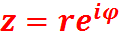 z = re^{iφ}